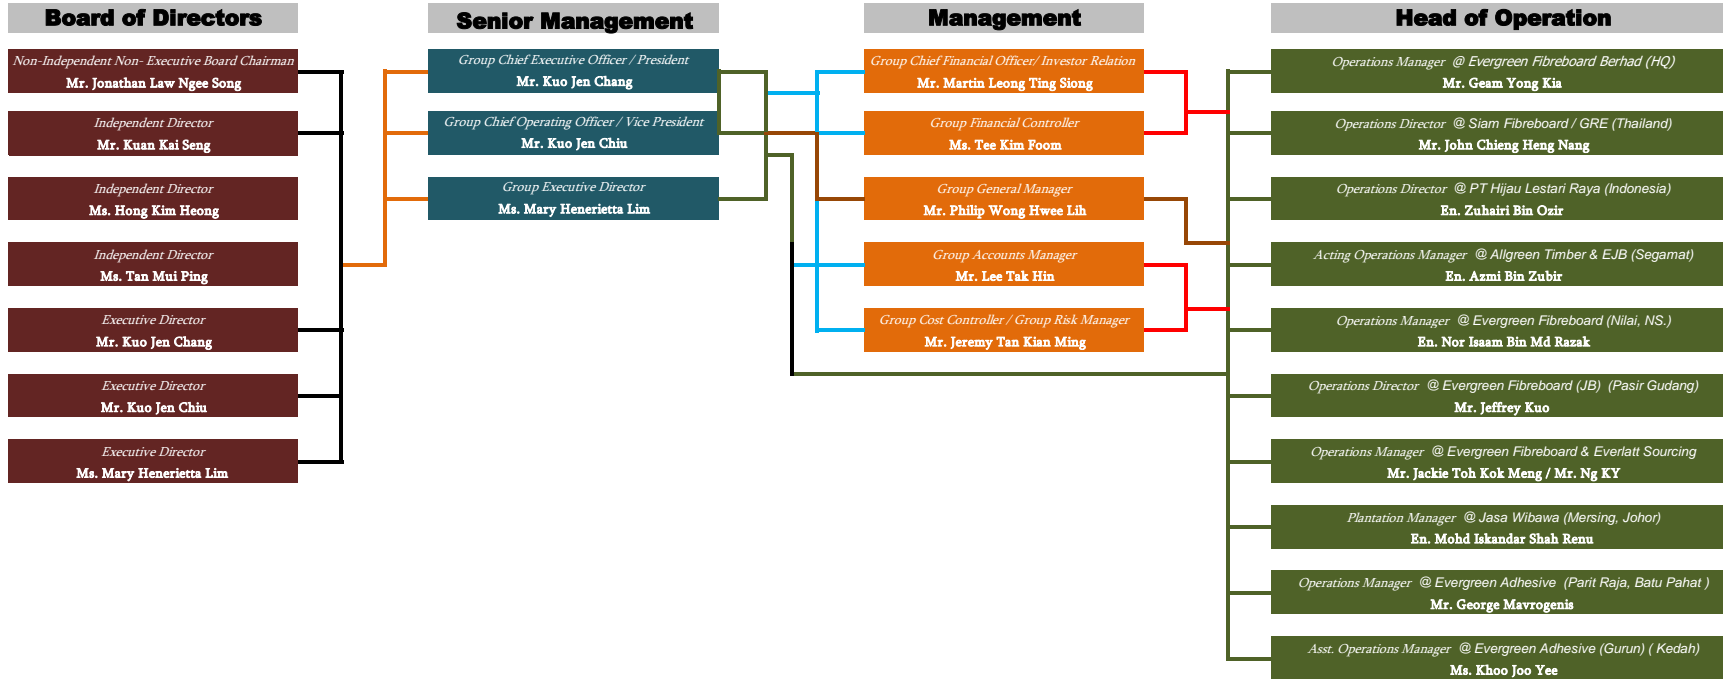 Board of Directors
Non-Independent Non- Executive Board Chairman
Mr. Jonathan Law Ngee Song
Independent Director
Mr. Kuan Kai Seng
Independent Director
Ms. Hong Kim Heong
Independent Director
Ms. Tan Mui Ping
Executive Director
Mr. Kuo Jen Chang
Executive Director
Mr. Kuo Jen Chiu
Executive Director
Ms. Mary Henerietta Lim
Senior Management
Group Chief Executive Officer / President
Mr. Kuo Jen Chang
Group Chief Operating Officer / Vice President
Mr. Kuo Jen Chiu
Group Executive Director
Ms. Mary Henerietta Lim
Management
Group Chief Financial Officer/ Investor Relation
Mr. Martin Leong Ting Siong
Group Financial Controller
Ms. Tee Kim Foom
Group General Manager
Mr. Philip Wong Hwee Lih
Group Accounts Manager
Mr. Lee Tak Hin
Group Cost Controller / Group Risk Manager
Mr. Jeremy Tan Kian Ming
Head of Operation
Operations Manager @ Evergreen Fibreboard Berhad (HQ)
Mr. Geam Yong Kia
Operations Director @ Siam Fibreboard / GRE (Thailand)
Mr. John Chieng Heng Nang
Operations Director @ PT Hijau Lestari Raya (Indonesia)
En. Zuhairi Bin Ozir
Acting Operations Manager @ Allgreen Timber & EJB (Segamat)
En. Azmi Bin Zubir
Operations Manager @ Evergreen Fibreboard (Nilai, NS.)
En. Nor Isaam Bin Md Razak
Operations Director @ Evergreen Fibreboard (JB) (Pasir Gudang)
Mr. Jeffrey Kuo
Operations Manager @ Evergreen Fibreboard & Everlatt Sourcing
Mr. Jackie Toh Kok Meng / Mr. Ng KY
Plantation Manager @ Jasa Wibawa (Mersing, Johor)
En. Mohd Iskandar Shah Renu
Operations Manager @ Evergreen Adhesive (Parit Raja, Batu Pahat )
Mr. George Mavrogenis
Asst. Operations Manager @ Evergreen Adhesive (Gurun) ( Kedah)
Ms. Khoo Joo Yee